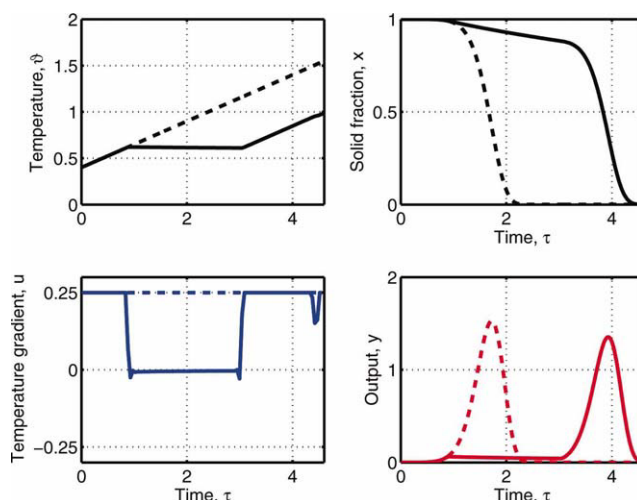 Temperature, ϑ
2
1.5
1
0.5
0
0 2 4
Solid fraction, x
1
0.5
0
0 2 4
Time, τ
Temperature gradient, u
0.25
0
−0.25
0 2 4
Time, τ
Output, y
2
1
0
0 2 4
Time, τ